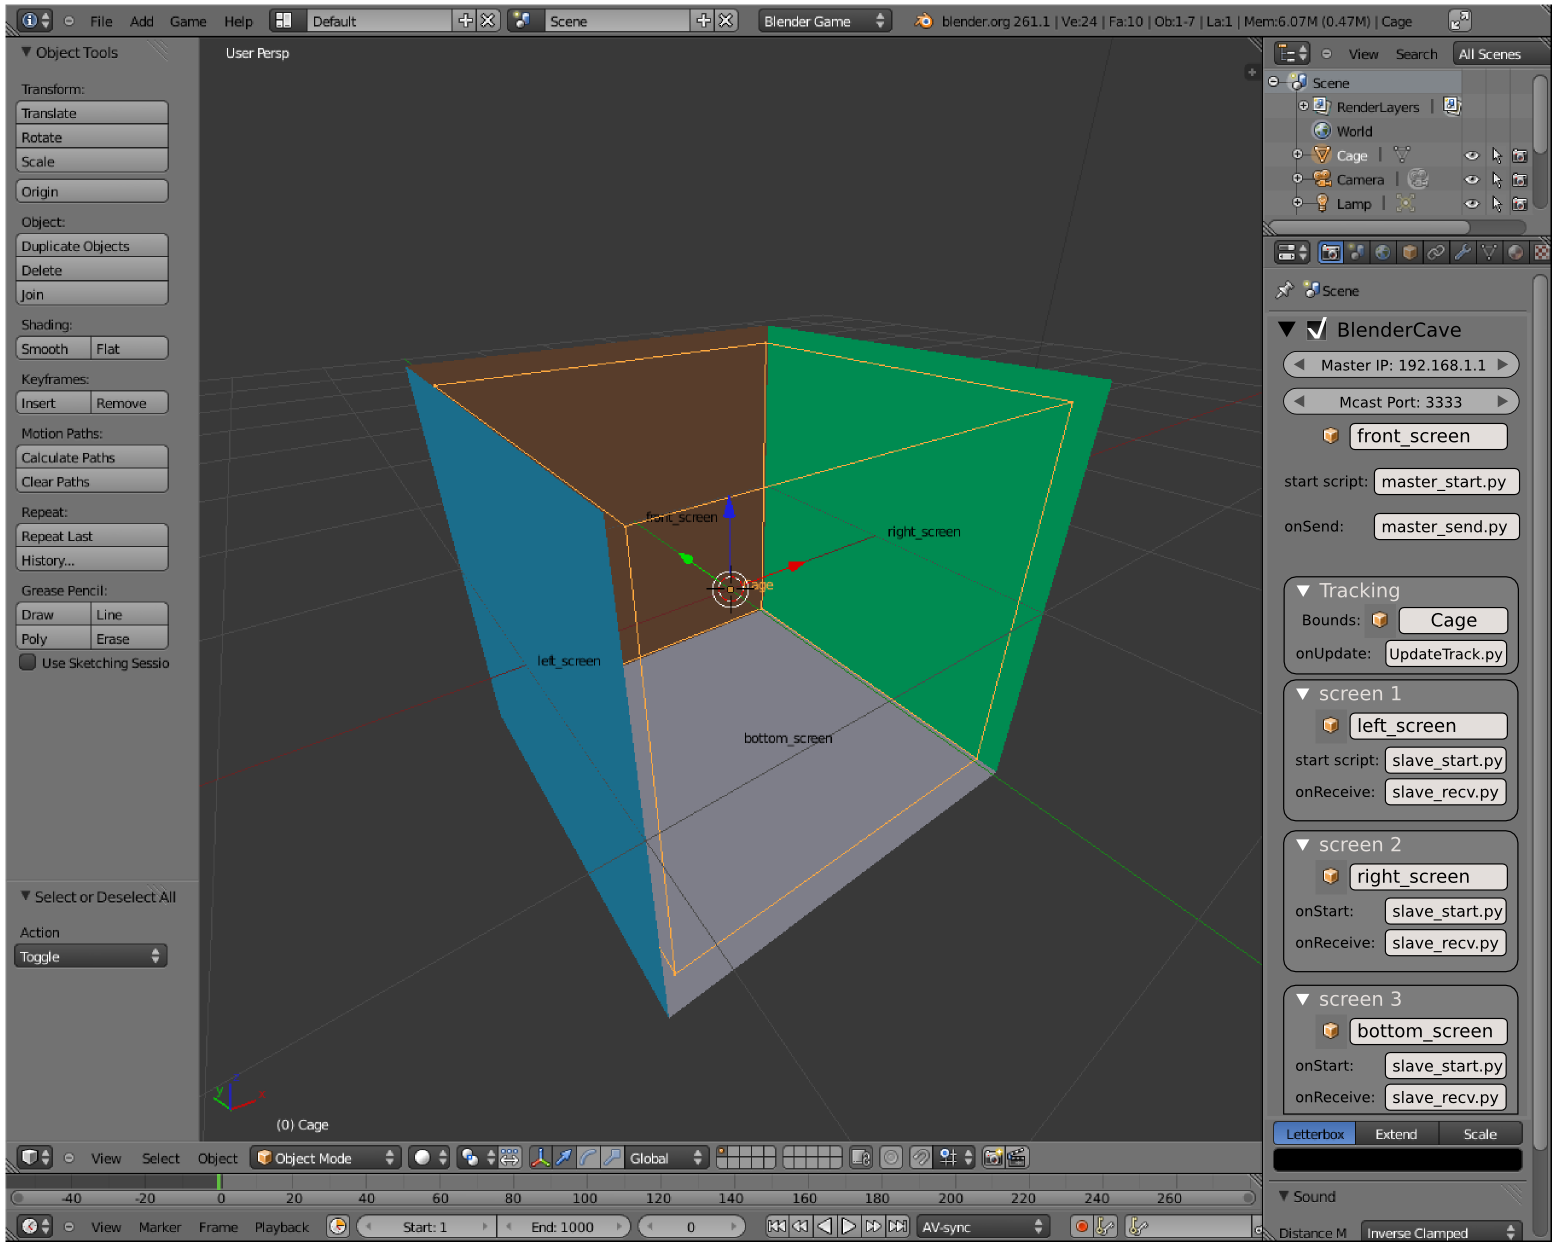 File Add Game Help Default Scene Blender Game blender.org 261.1 | Ve:24 | Fa:10 | Ob:1-7 | La:1 | Mem:6.07M (0.47M) | Cage
Object Tools
Transform:
Translate
Rotate
Scale
Origin
Object:
Duplicate Objects
Delete
Join
Shading:
Smooth Flat
Keyframes:
Insert Remove
Motion Paths:
Calculate Paths
Clear Paths
Repeat:
Repeat Last
History...
Grease Pencil:
Draw Line
Poly Erase
Use Sketching Sessio
Select or Deselect All
Action
Toggle
User Persp
front_screen
right_screen
Cage
left_screen
bottom_screen
y
z
x
(0) Cage
View Search All Scenes
Scene
RenderLayers |
World
Cage |
Camera |
Lamp |
Scene
BlenderCave
Master IP: 192.168.1.1
Mcast Port: 3333
front_screen
start script: master_start.py
onSend: master_send.py
Tracking
Bounds: Cage
onUpdate: UpdateTrack.py
screen 1
left_screen
start script: slave_start.py
onReceive: slave_recv.py
screen 2
right_screen
onStart: slave_start.py
onReceive: slave_recv.py
screen 3
bottom_screen
onStart: slave_start.py
onReceive: slave_recv.py
Letterbox Extend Scale
Sound
Distance M Inverse Clamped
View Select Object Object Mode Global
-40 -20 0 20 40 60 80 100 120 140 160 180 200 220 240 260
View Marker Frame Playback Start: 1 End: 1000 0 AV-sync